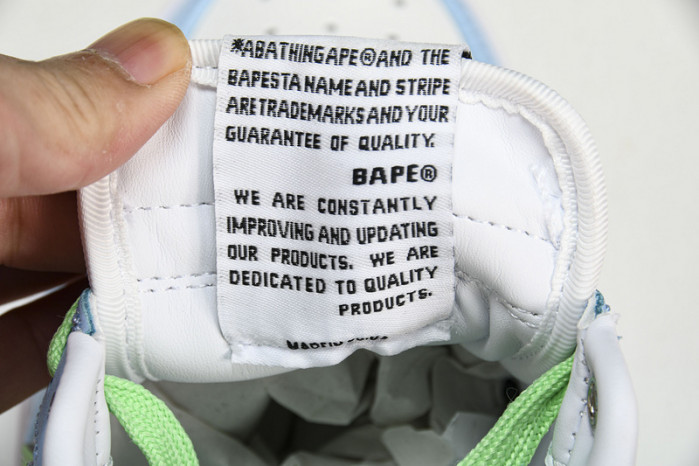 *ABATHINGAPE® AND THE
BAPESTA NAME AND STRIPE
ARE TRADEMARKS AND YOUR
GUARANTEE OF QUALITY.
BAPE®
WE ARE CONSTANTLY
IMPROVING AND UPDATING
OUR PRODUCTS. WE ARE
DEDICATED TO QUALITY
PRODUCTS.